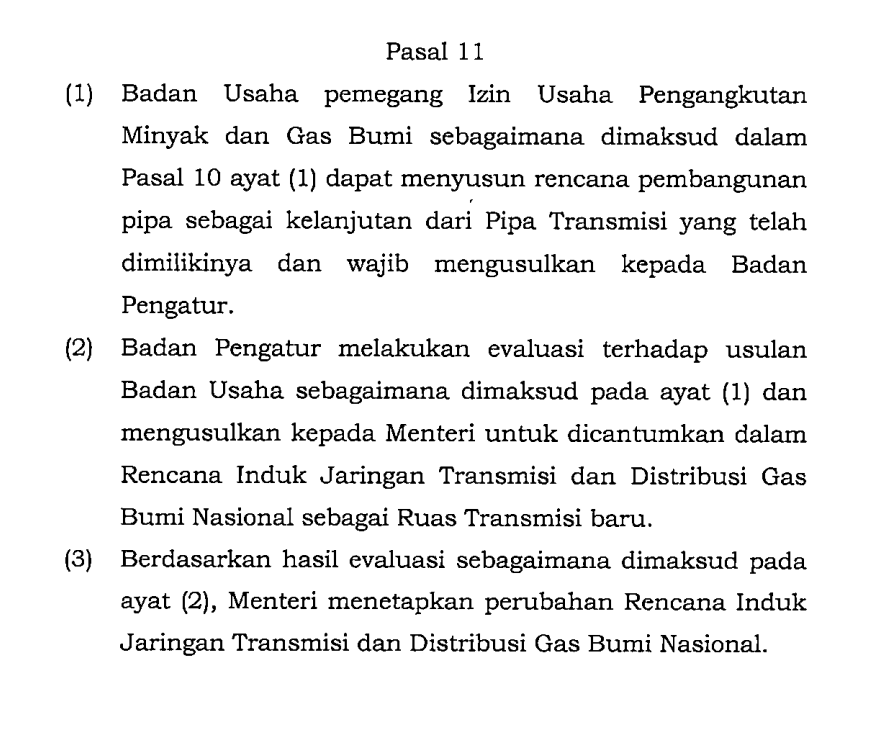 Pasal 11
(1) Badan Usaha pemegang Izin Usaha Pengangkutan
Minyak dan Gas Bumi sebagaimana dimaksud dalam
Pasal 10 ayat (1) dapat menyusun rencana pembangunan
pipa sebagai kelanjutan dari Pipa Transmisi yang telah
dimilikinya dan wajib mengusulkan kepada Badan
Pengatur.
(2) Badan Pengatur melakukan evaluasi terhadap usulan
Badan Usaha sebagaimana dimaksud pada ayat (1) dan
mengusulkan kepada Menteri untuk dicantumkan dalam
Rencana Induk Jaringan Transmisi dan Distribusi Gas
Bumi Nasional sebagai Ruas Transmisi baru.
(3) Berdasarkan hasil evaluasi sebagaimana dimaksud pada
ayat (2), Menteri menetapkan perubahan Rencana Induk
Jaringan Transmisi dan Distribusi Gas Bumi Nasional.